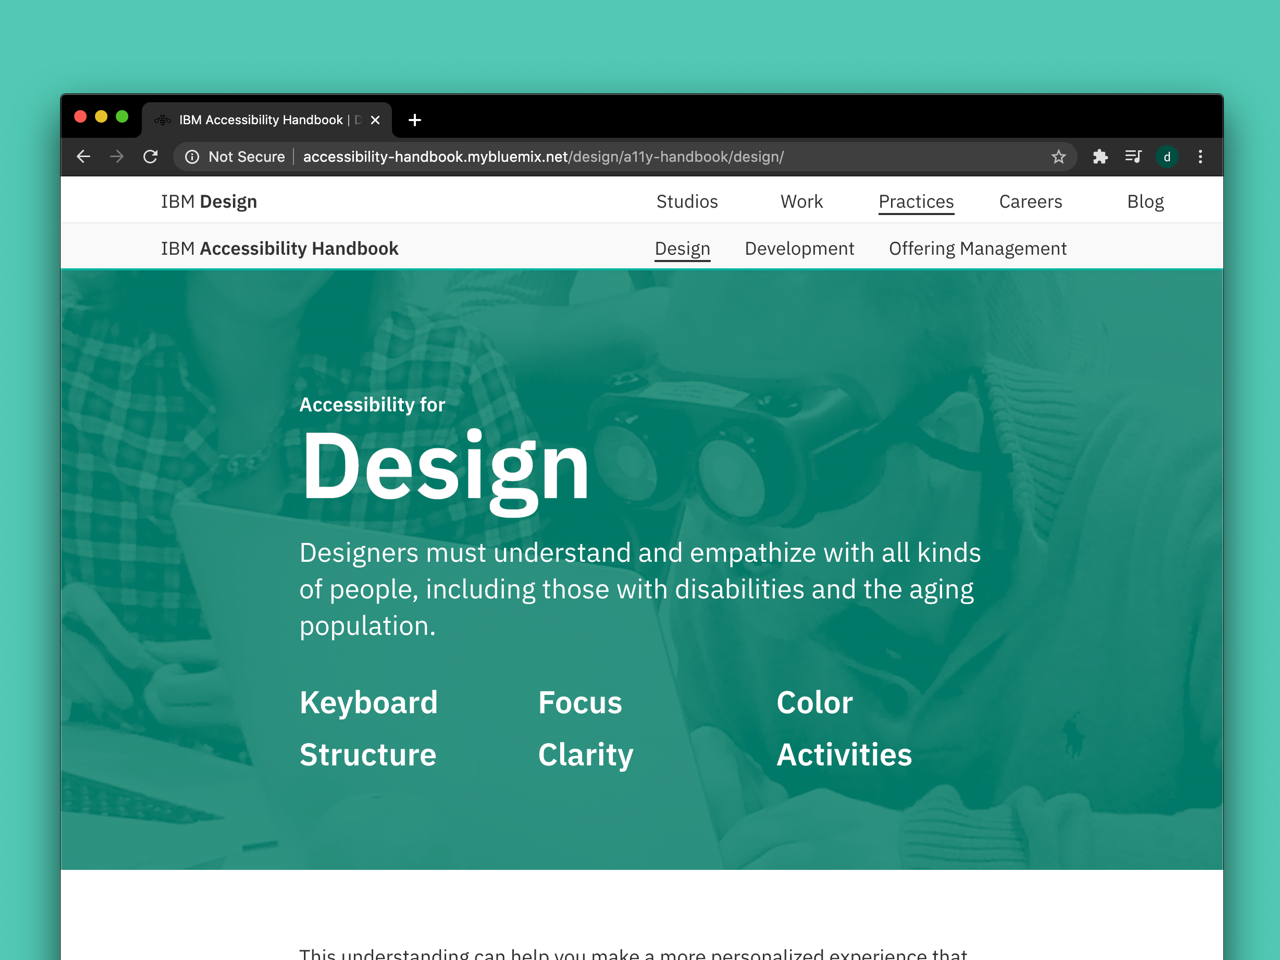 IBM Accessibility Handbook |
Not Secure accessibility-handbook.mybluemix.net/design/a11y-handbook/design/
d
IBM Design Studios Work Practices Careers Blog
IBM Accessibility Handbook Design Development Offering Management
Accessibility for
Design
Designers must understand and empathize with all kinds
of people, including those with disabilities and the aging
population.
Keyboard Focus Color
Structure Clarity Activities
This understanding can help you make a more personalized experience that